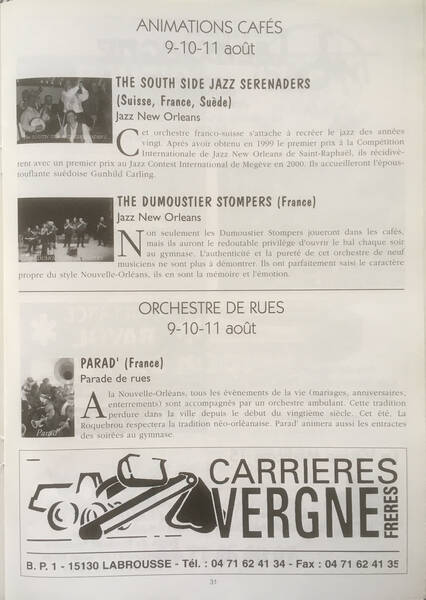 ANIMATIONS CAFÉS
9-10-11 août
THE SOUTH SIDE JAZZ SERENADERS
(Suisse, France, Suède)
Jazz New Orleans
Cet orchestre franco-suisse s'attache à recréer le jazz des années
vingt. Après avoir obtenu en 1999 le premier prix à la Compétition
Internationale de Jazz New Orleans de Saint-Raphaël, ils récidivè-
rent avec un premier prix au Jazz Contest International de Megève en 2000. Ils accueilleront l'épous-
touflante suédoise Gunhild Carling.
THE DUMOUSTIER STOMPERS (France)
Jazz New Orleans
Non seulement les Dumoustier Stompers joueront dans les cafés,
mais ils auront le redoutable privilège d'ouvrir le bal chaque soir
au gymnase. L'authenticité et la pureté de cet orchestre de neuf
musiciens ne sont plus à démontrer. Ils ont parfaitement saisi le caractère
propre du style Nouvelle-Orléans, ils en sont la mémoire et l'émotion.
ORCHESTRE DE RUES
9-10-11 août
PARAD' (France)
Parade de rues
A la Nouvelle-Orléans, tous les évènements de la vie (mariages, anniversaires,
enterrements) sont accompagnés par un orchestre ambulant. Cette tradition
perdure dans la ville depuis le début du vingtième siècle. Cet été. La
Roquebrou respectera la tradition néo-orléanaise. Parad' animera aussi les entractes
des soirées au gymnase.
Parad'
CARRIERES
VERGNE
FRERES
B. P. 1 - 15130 LABROUSSE - Tél. : 04 71 62 41 34 - Fax : 04 71 62 41 35
31